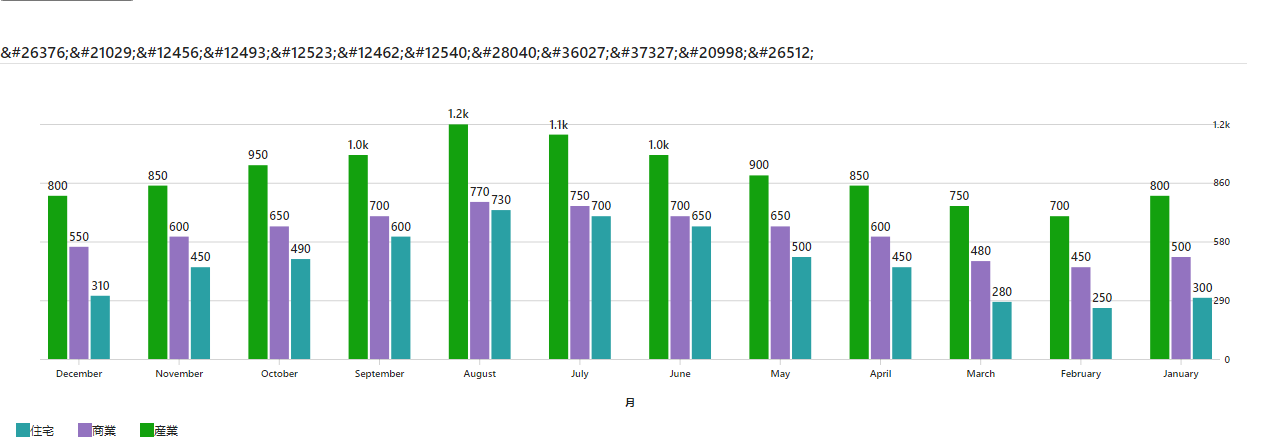 &#26376;&#21029;&#12456;&#12493;&#12523;&#12462;&#12540;&#28040;&#36027;&#37327;&#20998;&#26512;
1.2k
1.1k
1.0k 1.0k
950
900
850 850
800 800
770 730 750 700
750
700
700 650
700 600
650 490
650 500
600 450
600 450
550 310
480 280
450 250
500 300
1.2k
860
580
290
0
December November October September August July June May April March February January
月
住宅 商業 産業